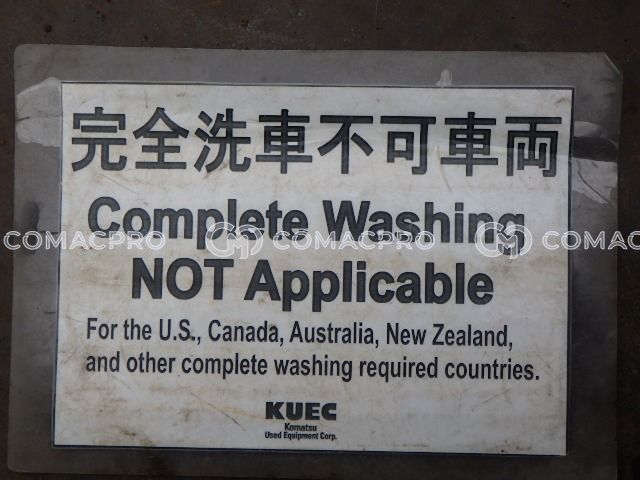 完全洗車不可車両
Complete Washing
COMACPRO COMACPRO COMACPRO
NOT Applicable
For the U.S., Canada, Australia, New Zealand,
and other complete washing required countries.
KUEC
Komatsu
Used Equipment Corp.